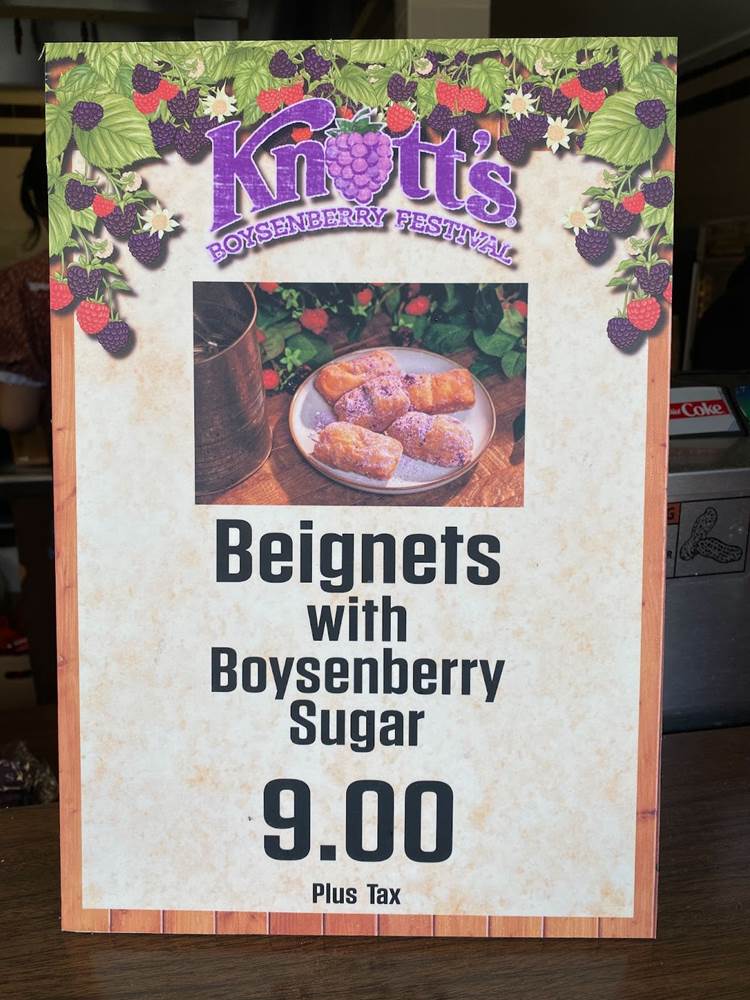 Knott's
BOYSENBERRY FESTIVAL
Coke
Beignets
with
Boysenberry
Sugar
9.00
Plus Tax